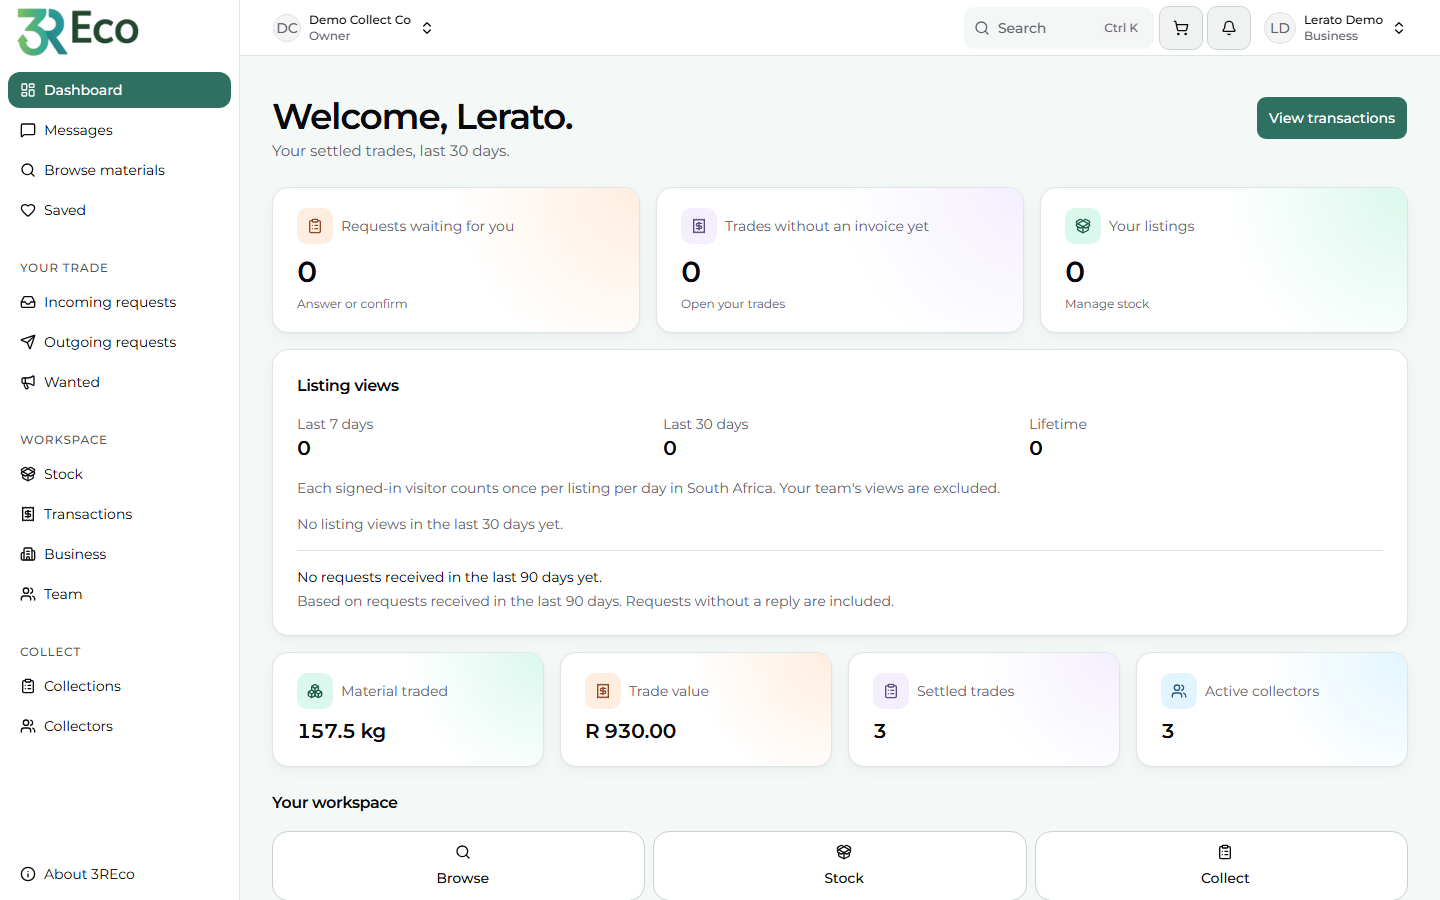 3R Eco
Dashboard
Messages
Browse materials
Saved
YOUR TRADE
Incoming requests
Outgoing requests
Wanted
WORKSPACE
Stock
Transactions
Business
Team
COLLECT
Collections
Collectors
About 3REco
DC
Demo Collect Co
Owner
Search
Ctrl K
LD
Lerato Demo
Business
Welcome, Lerato.
Your settled trades, last 30 days.
View transactions
Requests waiting for you
0
Answer or confirm
Trades without an invoice yet
0
Open your trades
Your listings
0
Manage stock
Listing views
Last 7 days
0
Last 30 days
0
Lifetime
0
Each signed-in visitor counts once per listing per day in South Africa. Your team's views are excluded.
No listing views in the last 30 days yet.
No requests received in the last 90 days yet.
Based on requests received in the last 90 days. Requests without a reply are included.
Material traded
157.5 kg
Trade value
R 930.00
Settled trades
3
Active collectors
3
Your workspace
Browse
Stock
Collect